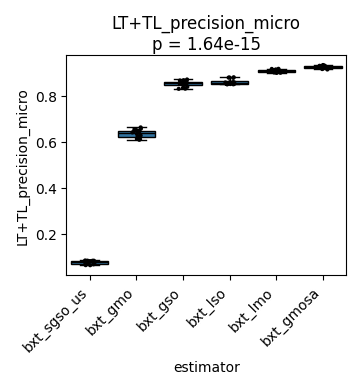 LT+TL_precision_micro
p = 1.64e-15
LT+TL_precision_micro
0.8
0.6
0.4
0.2
bxt_sgso_us
bxt_gmo
bxt_gso
bxt_lso
bxt_lmo
bxt_gmosa
estimator